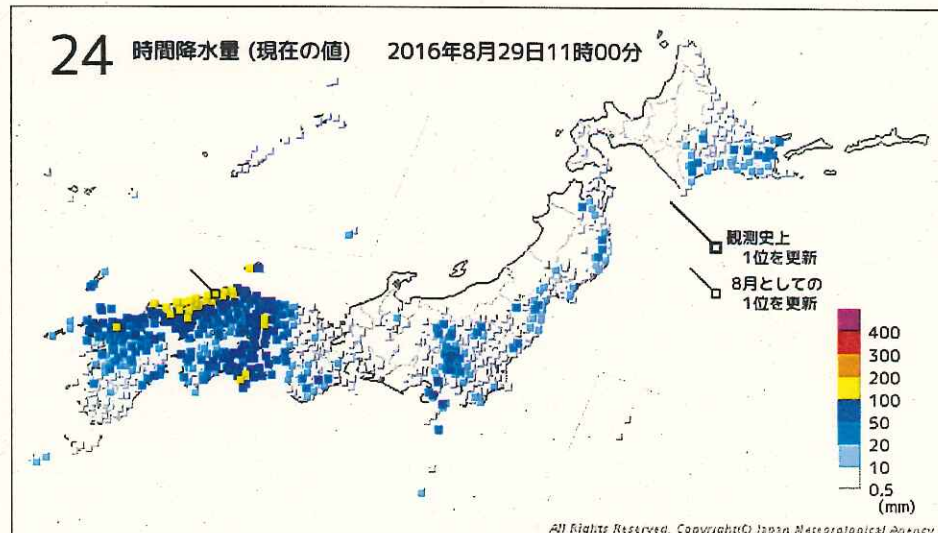 24 時間降水量 (現在の値) 2016年8月29日11時00分
観測史上
1位を更新
8月としての
1位を更新
400
300
200
100
50
20
10
0.5
(mm)
All Rights Reserved. Copyright(C) Japan Meteorological Agency